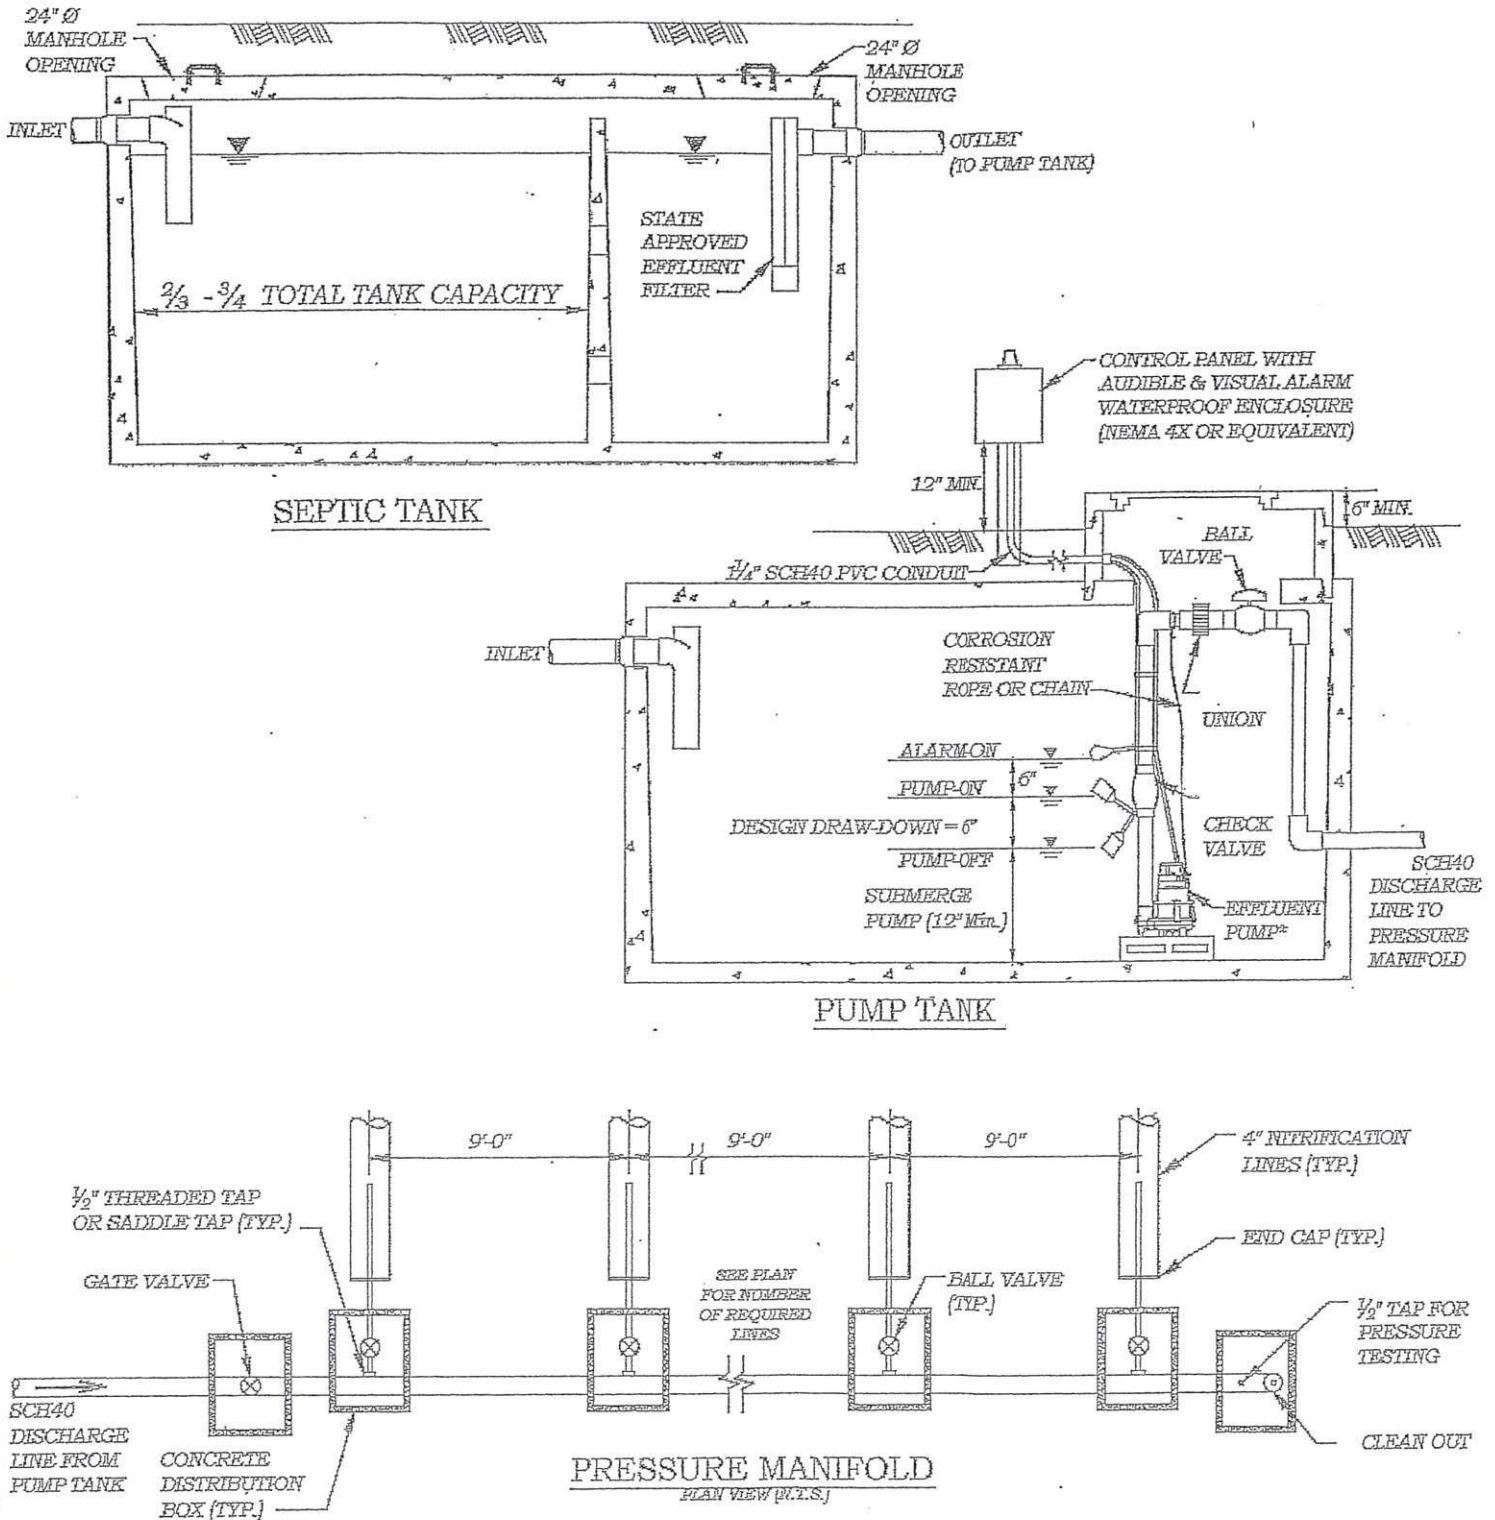 24" Ø
MANHOLE
OPENING
24" Ø
MANHOLE
OPENING
INLET
OUTLET
(TO PUMP TANK)
STATE
APPROVED
EFFLUENT
FILTER
2/3 - 3/4 TOTAL TANK CAPACITY
SEPTIC TANK
CONTROL PANEL WITH
AUDIBLE & VISUAL ALARM
WATERPROOF ENCLOSURE
(NEMA 4X OR EQUIVALENT)
12" MIN.
6" MIN.
BALL
VALVE
1 1/4" SCH40 PVC CONDUIT
INLET
CORROSION
RESISTANT
ROPE OR CHAIN
UNION
ALARM-ON
6"
PUMP-ON
DESIGN DRAW-DOWN = 6"
PUMP-OFF
CHECK
VALVE
SUBMERGE
PUMP (12" Min.)
EFFLUENT
PUMP*
SCH40
DISCHARGE
LINE TO
PRESSURE
MANIFOLD
PUMP TANK
9'-0"
9'-0"
9'-0"
4" NITRIFICATION
LINES (TYP.)
1/2" THREADED TAP
OR SADDLE TAP (TYP.)
END CAP (TYP.)
GATE VALVE
SEE PLAN
FOR NUMBER
OF REQUIRED
LINES
BALL VALVE
(TYP.)
1/2" TAP FOR
PRESSURE
TESTING
SCH40
DISCHARGE
LINE FROM
PUMP TANK
CONCRETE
DISTRIBUTION
BOX (TYP.)
CLEAN OUT
PRESSURE MANIFOLD
PLAN VIEW (N.T.S.)